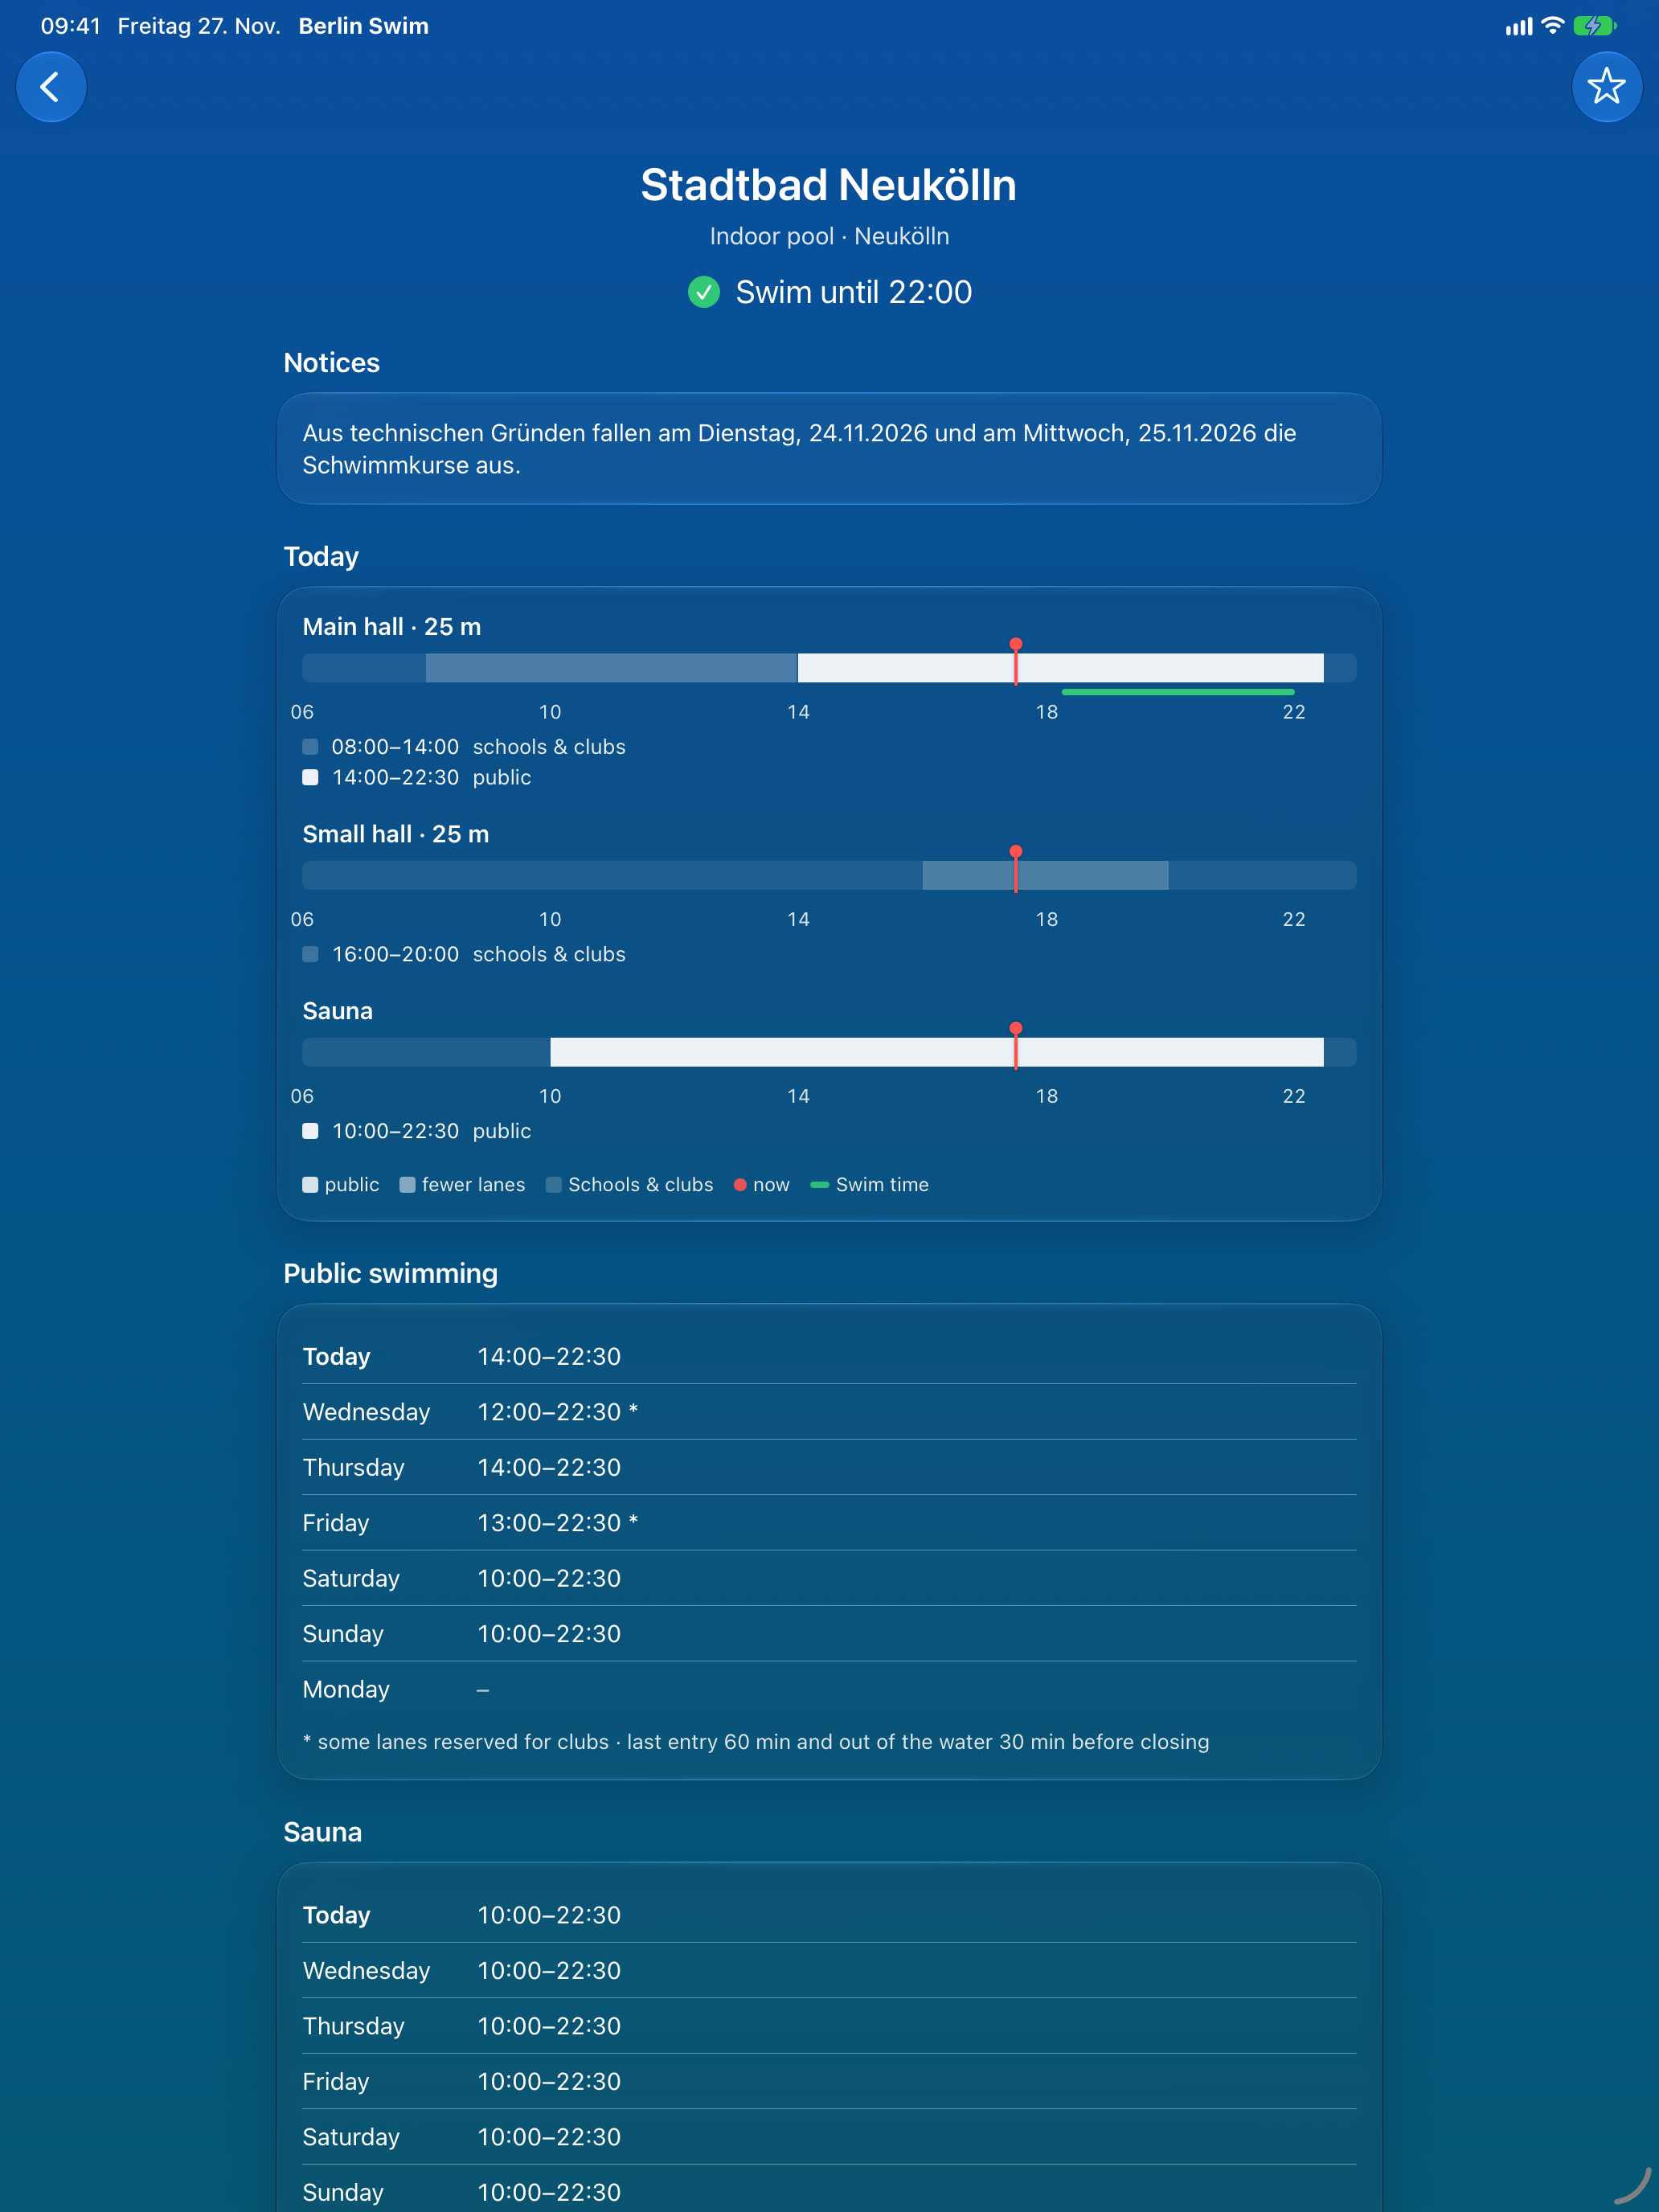 09:41 Freitag 27. Nov. Berlin Swim
Stadtbad Neukölln
Indoor pool · Neukölln
Swim until 22:00
Notices
Aus technischen Gründen fallen am Dienstag, 24.11.2026 und am Mittwoch, 25.11.2026 die
Schwimmkurse aus.
Today
Main hall · 25 m
06 10 14 18 22
08:00–14:00 schools & clubs
14:00–22:30 public
Small hall · 25 m
06 10 14 18 22
16:00–20:00 schools & clubs
Sauna
06 10 14 18 22
10:00–22:30 public
public fewer lanes Schools & clubs now Swim time
Public swimming
Today 14:00–22:30
Wednesday 12:00–22:30 *
Thursday 14:00–22:30
Friday 13:00–22:30 *
Saturday 10:00–22:30
Sunday 10:00–22:30
Monday –
* some lanes reserved for clubs · last entry 60 min and out of the water 30 min before closing
Sauna
Today 10:00–22:30
Wednesday 10:00–22:30
Thursday 10:00–22:30
Friday 10:00–22:30
Saturday 10:00–22:30
Sunday 10:00–22:30